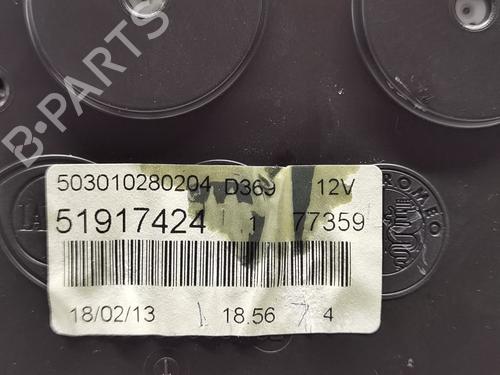 B-PARTS
503010280204 D369 12V
51917424 1 77359
18/02/13 18.56 4
ROMEO